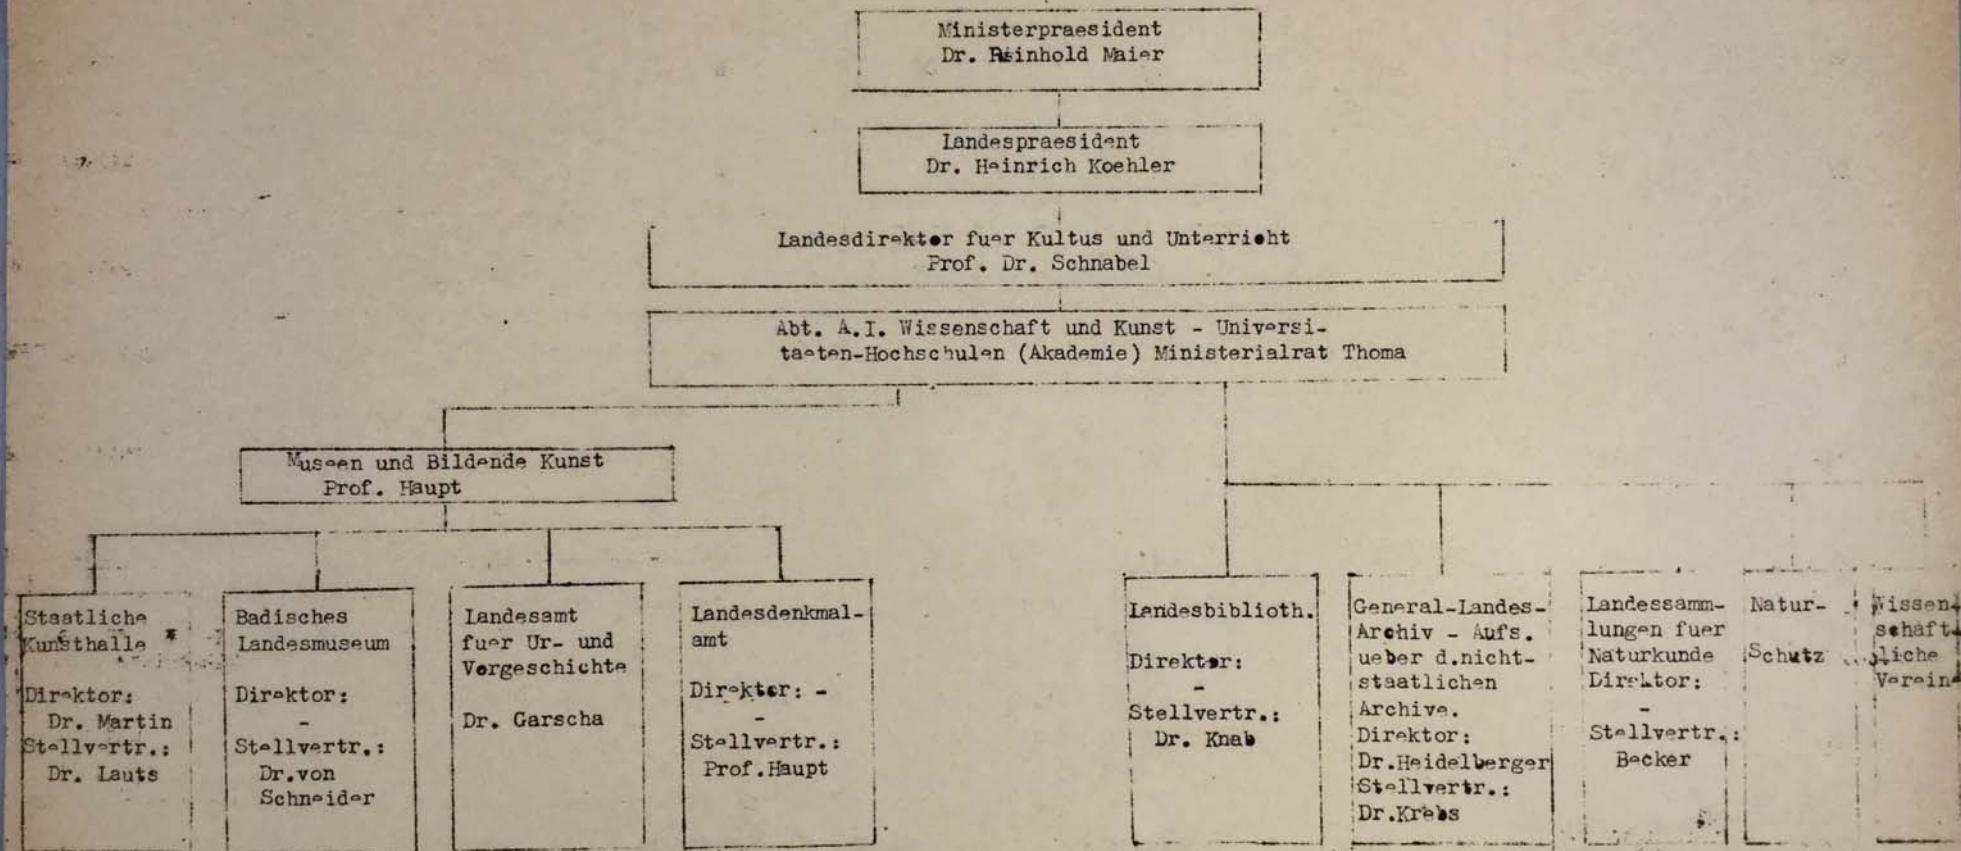 Ministerpraesident
Dr. Reinhold Maier
Landespraesident
Dr. Heinrich Koehler
Landesdirektor fuer Kultus und Unterricht
Prof. Dr. Schnabel
Abt. A.I. Wissenschaft und Kunst - Universi-
taeten-Hochschulen (Akademie) Ministerialrat Thoma
Museen und Bildende Kunst
Prof. Haupt
Staatliche
Kunsthalle *
Direktor:
Dr. Martin
Stellvertr.:
Dr. Lauts
Badisches
Landesmuseum
Direktor:
-
Stellvertr.:
Dr.von
Schneider
Landesamt
fuer Ur- und
Vorgeschichte
Dr. Garscha
Landesdenkmal-
amt
Direktor: -
-
Stellvertr.:
Prof.Haupt
Landesbiblioth.
Direktor:
-
Stellvertr.:
Dr. Knab
General-Landes-
Archiv - Aufs.
ueber d.nicht-
staatlichen
Archive.
Direktor:
Dr.Heidelberger
Stellvertr.:
Dr.Krebs
Landessamm-
lungen fuer
Naturkunde
Direktor:
-
Stellvertr.:
Becker
Natur-
Schutz
Wissen-
schaft-
liche
Verein